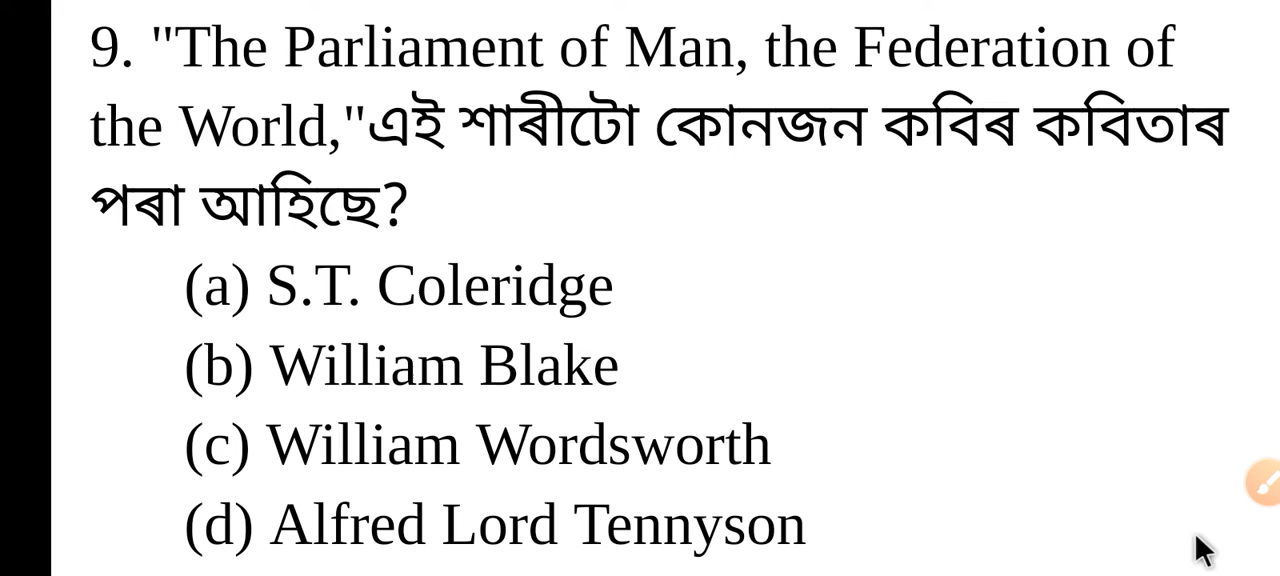 9. "The Parliament of Man, the Federation of
the World,"এই শাৰীটো কোনজন কবিৰ কবিতাৰ
পৰা আহিছে?
(a) S.T. Coleridge
(b) William Blake
(c) William Wordsworth
(d) Alfred Lord Tennyson